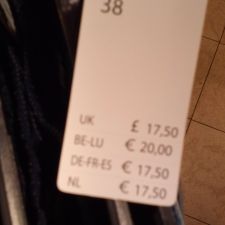 38
UK £ 17,50
BE-LU € 20,00
DE-FR-ES € 17,50
NL € 17,50